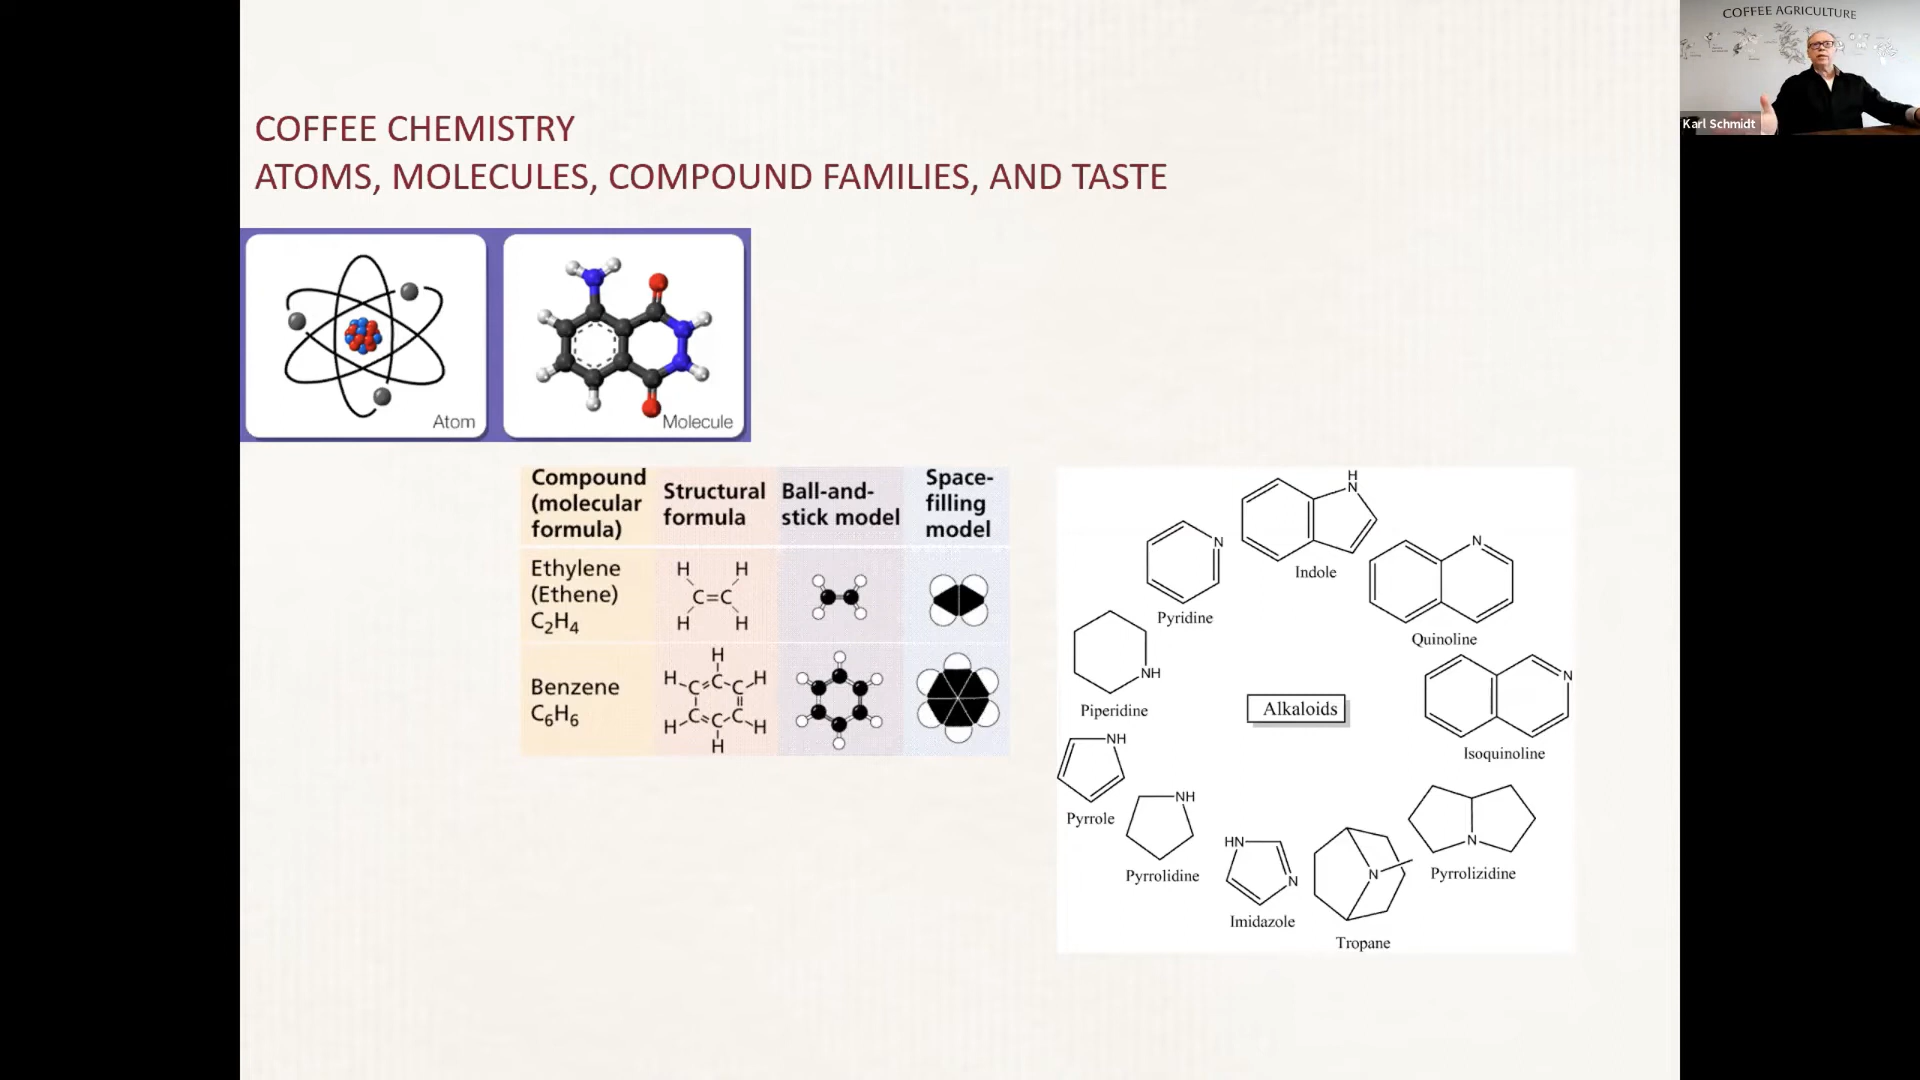 COFFEE AGRICULTURE
Karl Schmidt
COFFEE CHEMISTRY
ATOMS, MOLECULES, COMPOUND FAMILIES, AND TASTE
Atom
Molecule
Compound
(molecular
formula)
Structural
formula
Ball-and-
stick model
Space-
filling
model
Ethylene
(Ethene)
C₂H₄
H H
C=C
H H
Benzene
C₆H₆
H
H C H
C C
C C
H C H
H
H
N
Indole
N
Pyridine
N
Quinoline
NH
Piperidine
N
Isoquinoline
Alkaloids
NH
Pyrrole
NH
Pyrrolidine
HN
N
Imidazole
N
Tropane
N
Pyrrolizidine